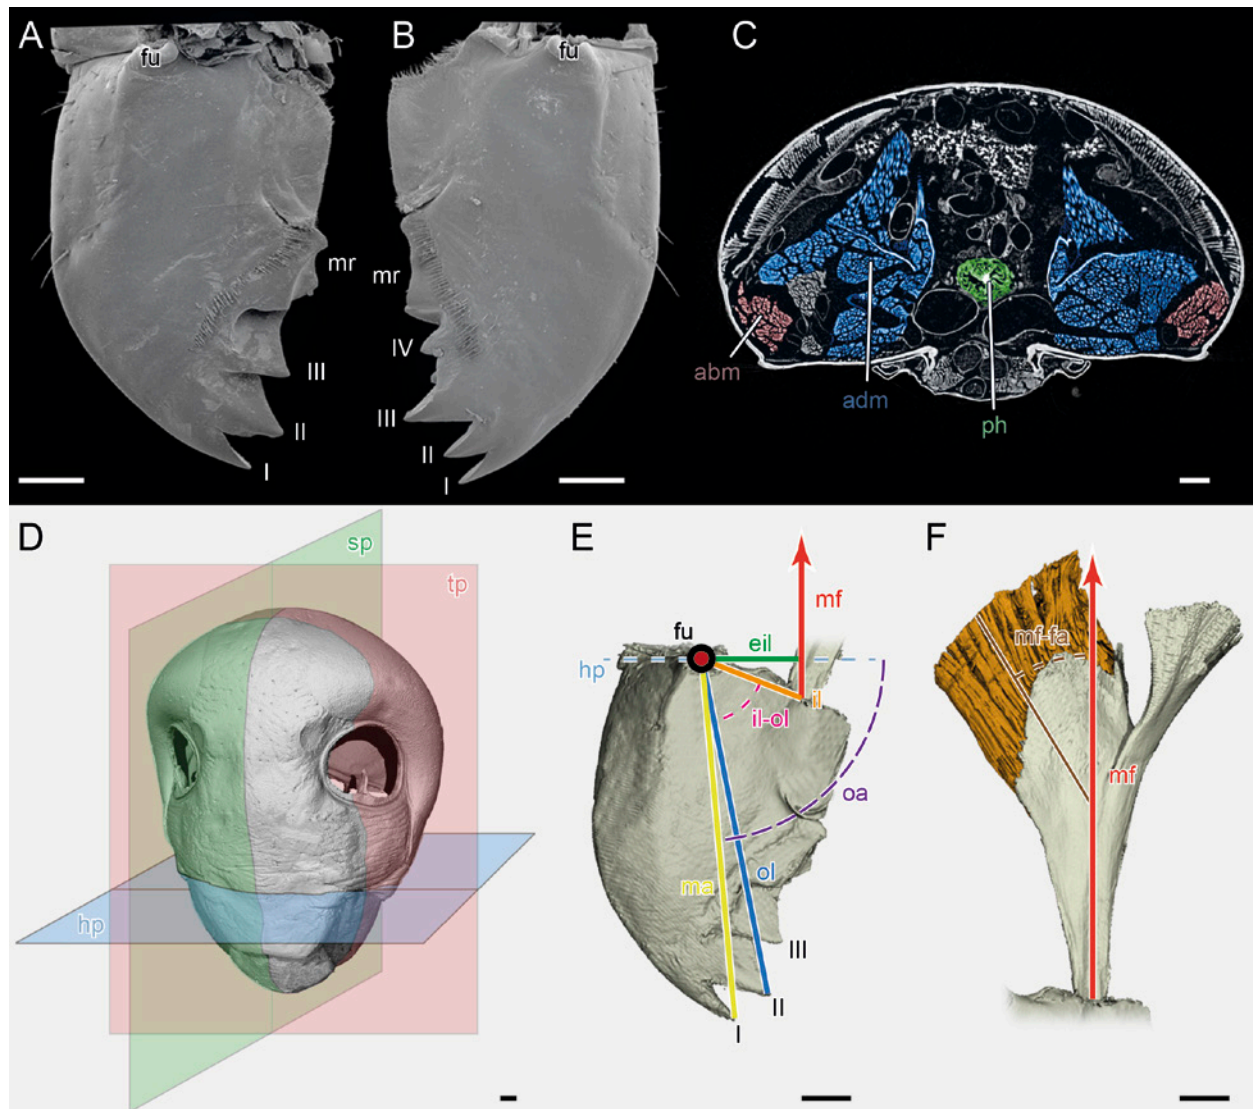 A
fu
mr
III
II
I
B
fu
mr
IV
III
II
I
C
abm
adm
ph
D
sp
tp
hp
E
mf
fu
eil
hp
il
il-ol
oa
ma
ol
III
II
I
F
mf-fa
mf